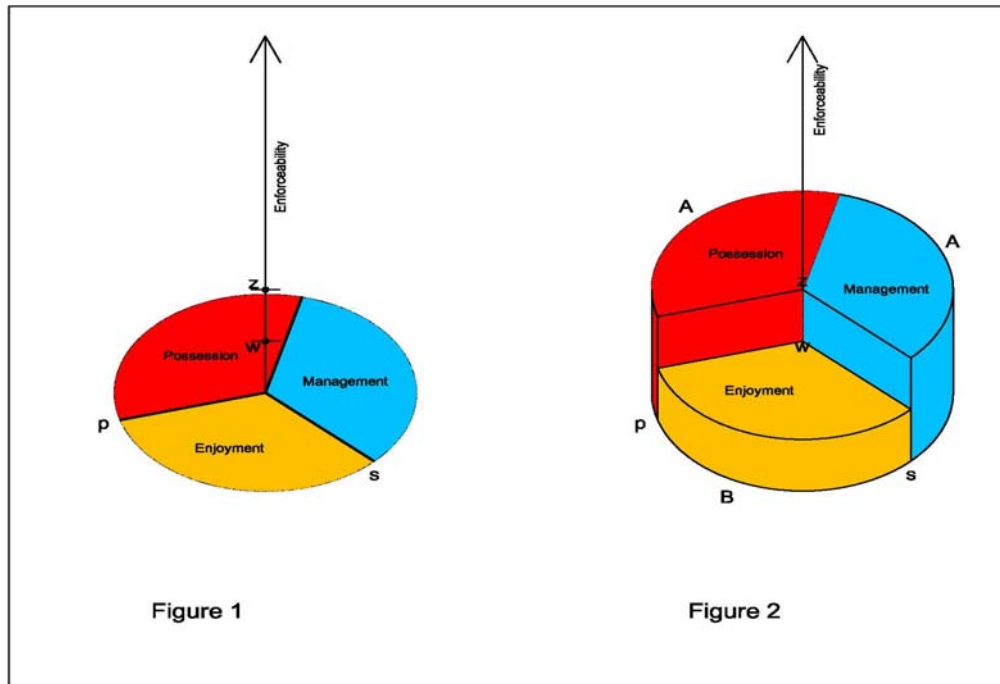 Enforceability
z
w
Possession
Management
Enjoyment
p
s
Figure 1
Enforceability
A
A
Possession
z
Management
w
Enjoyment
p
s
B
Figure 2